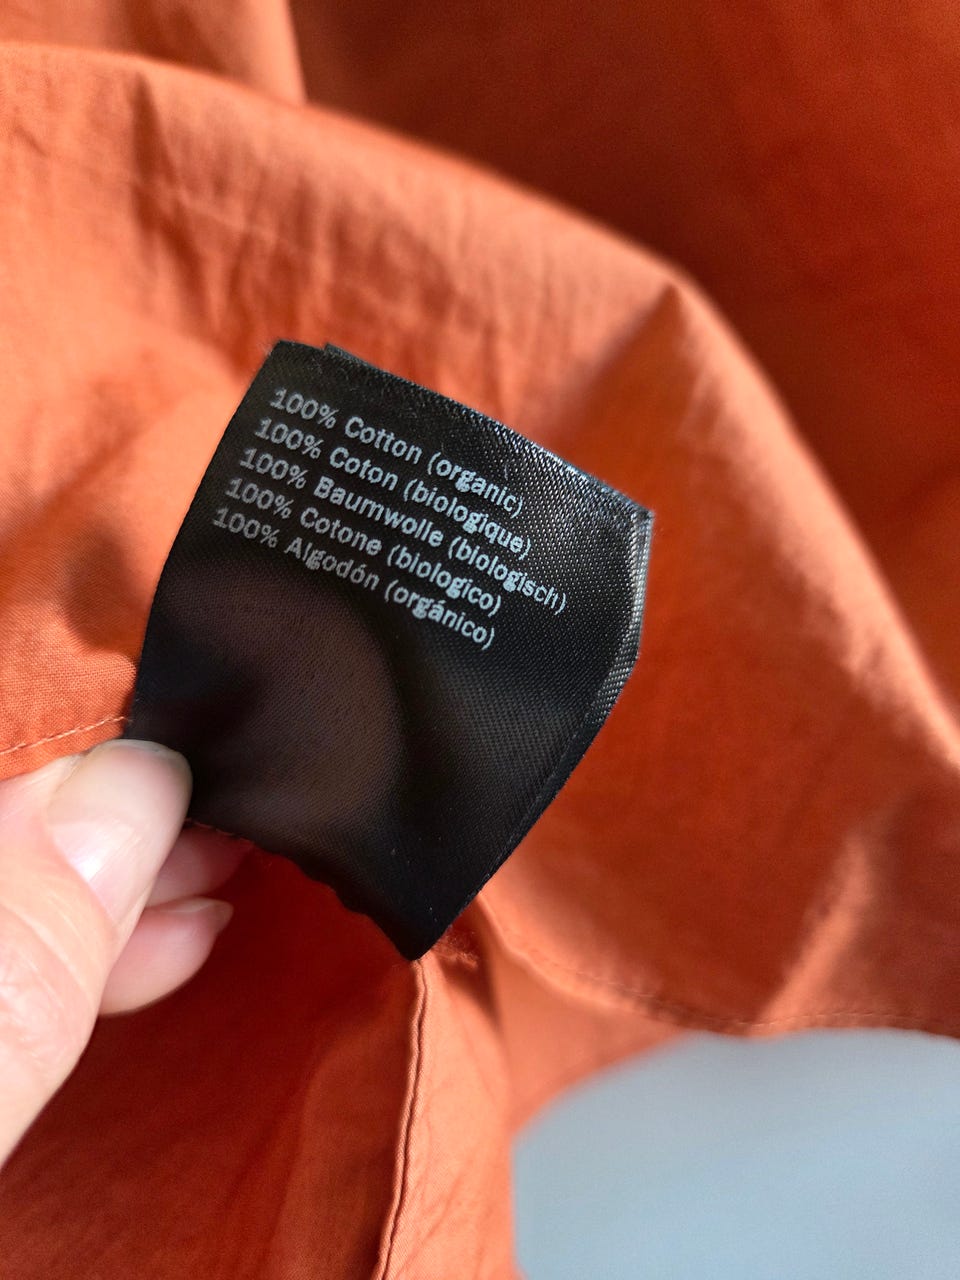 100% Cotton (organic)
100% Coton (biologique)
100% Baumwolle (biologisch)
100% Cotone (biologico)
100% Algodón (orgánico)